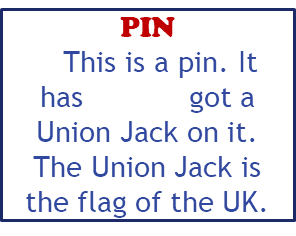 PIN
This is a pin. It
has got a
Union Jack on it.
The Union Jack is
the flag of the UK.